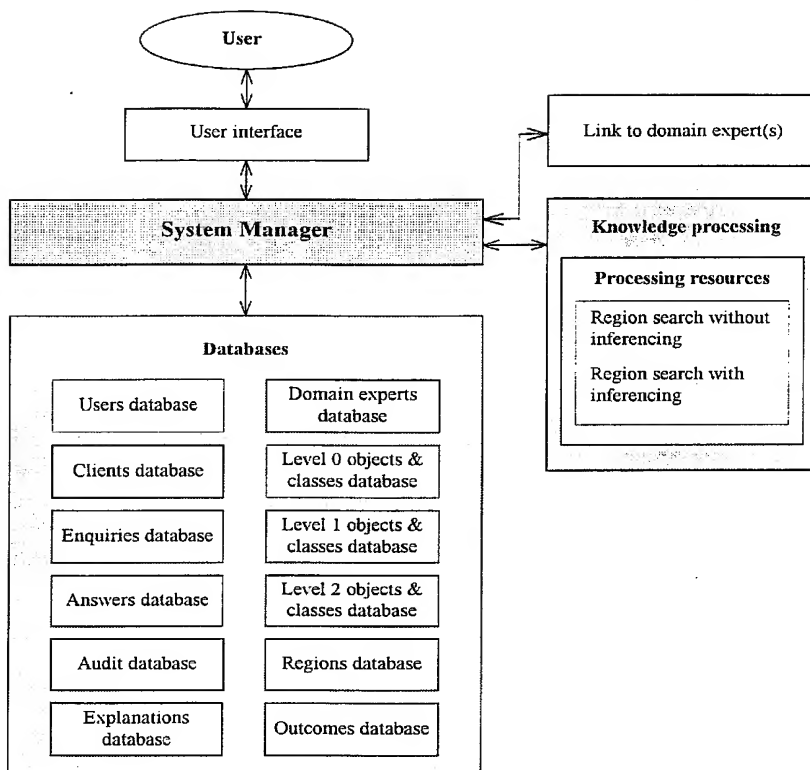 User
User interface
Link to domain expert(s)
System Manager
Knowledge processing
Processing resources
Region search without
inferencing
Region search with
inferencing
Databases
Users database
Domain experts
database
Clients database
Level 0 objects &
classes database
Enquiries database
Level 1 objects &
classes database
Answers database
Level 2 objects &
classes database
Audit database
Regions database
Explanations
database
Outcomes database